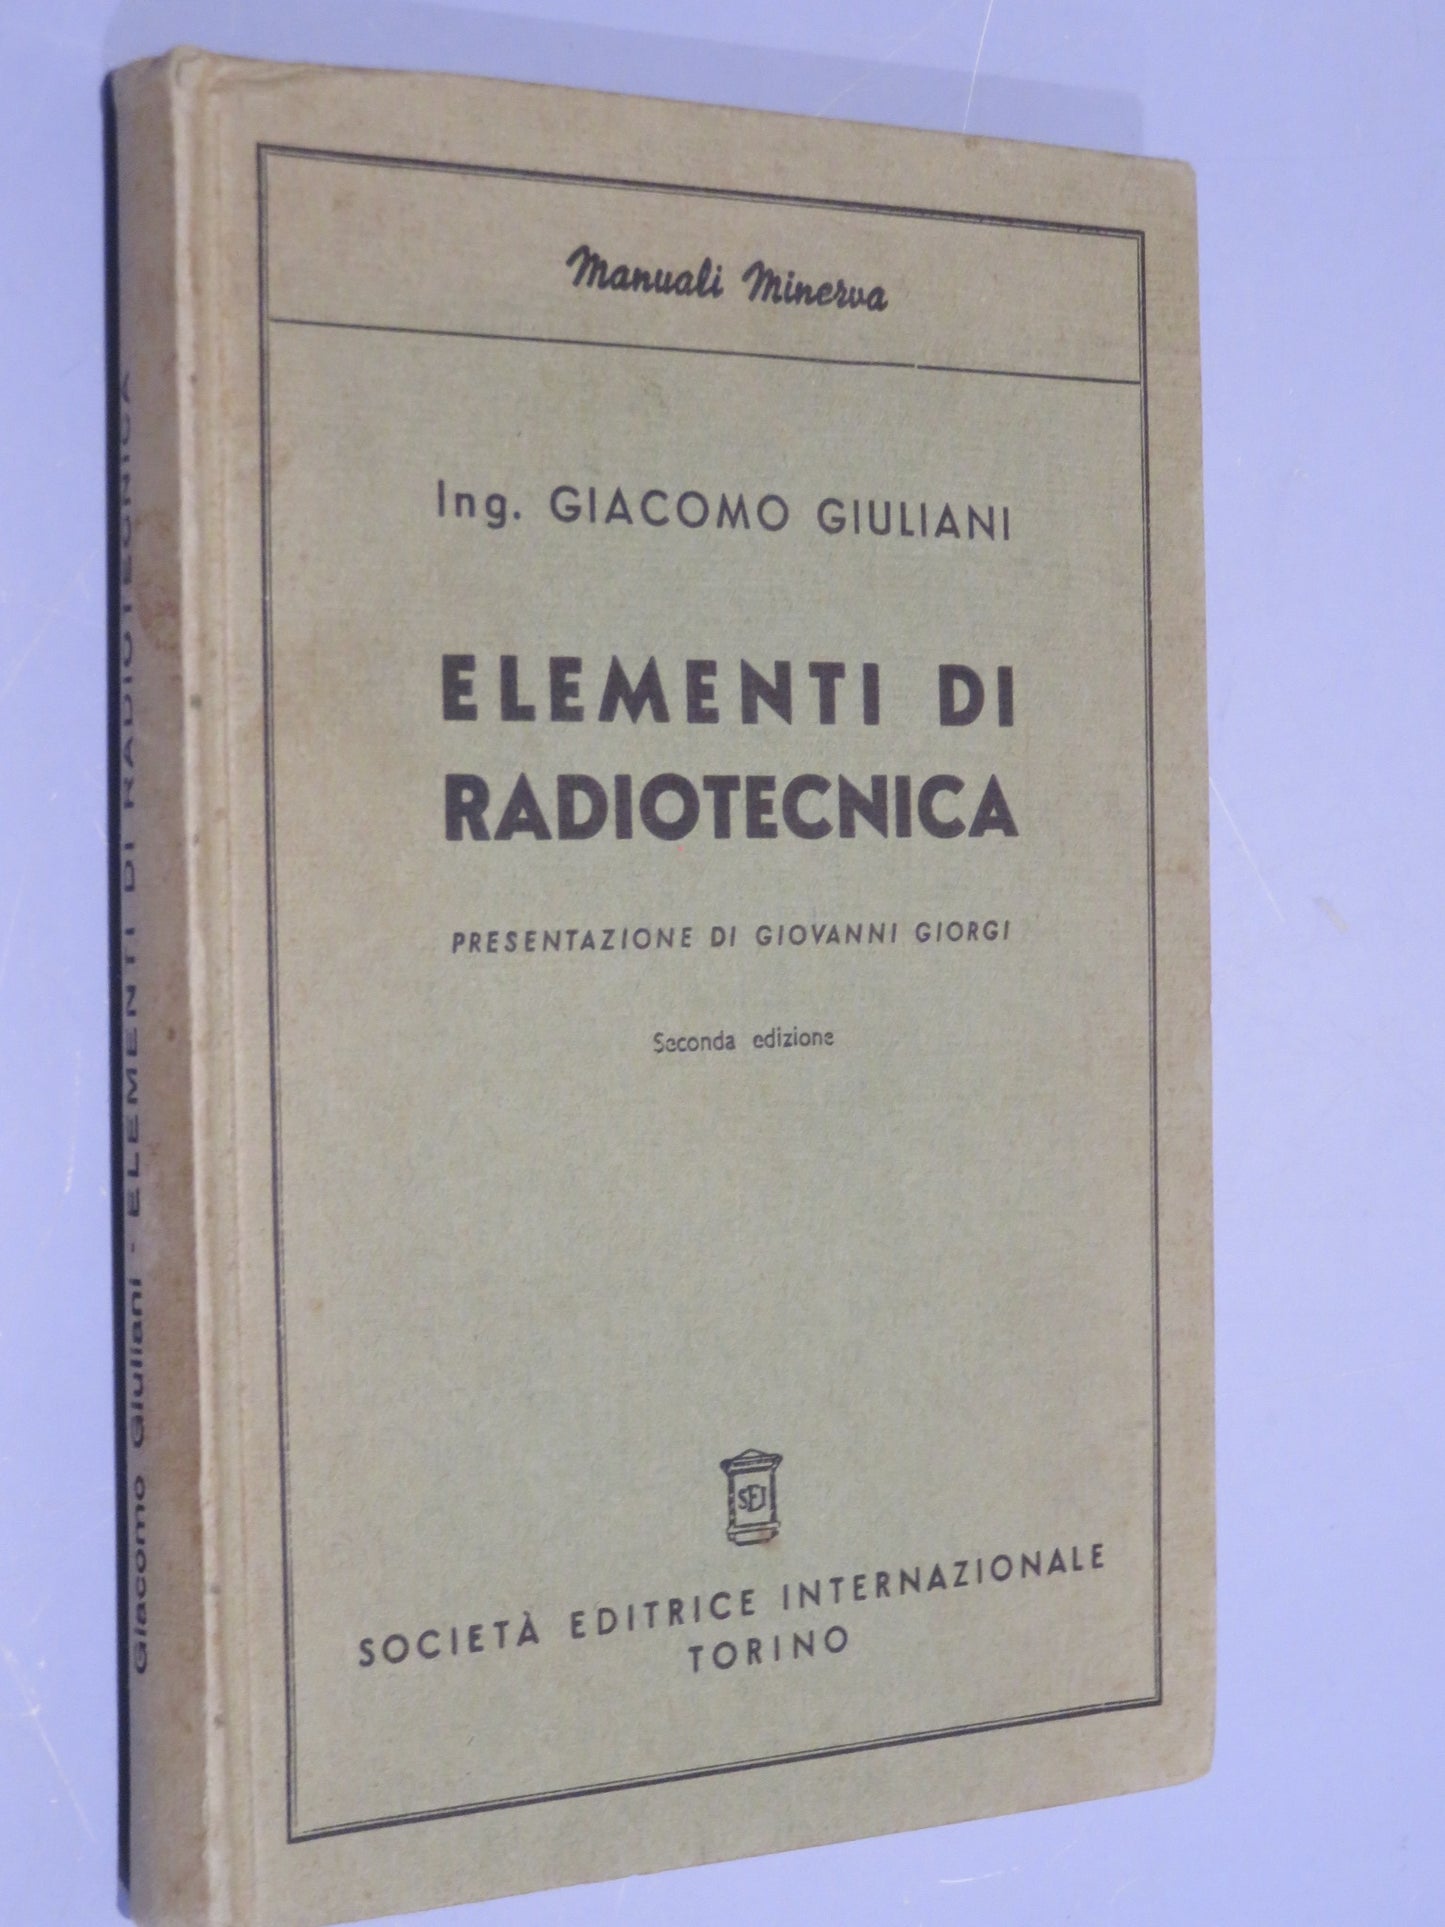 Manuali Minerva
Ing. GIACOMO GIULIANI
ELEMENTI DI
RADIOTECNICA
PRESENTAZIONE DI GIOVANNI GIORGI
Seconda edizione
SEI
SOCIETÀ EDITRICE INTERNAZIONALE
TORINO
Giacomo Giuliani - ELEMENTI DI RADIOTECNICA